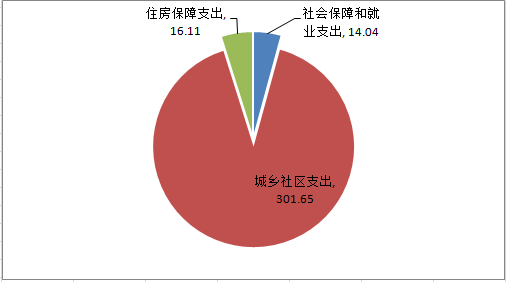 住房保障支出,
16.11
社会保障和就
业支出, 14.04
城乡社区支出,
301.65